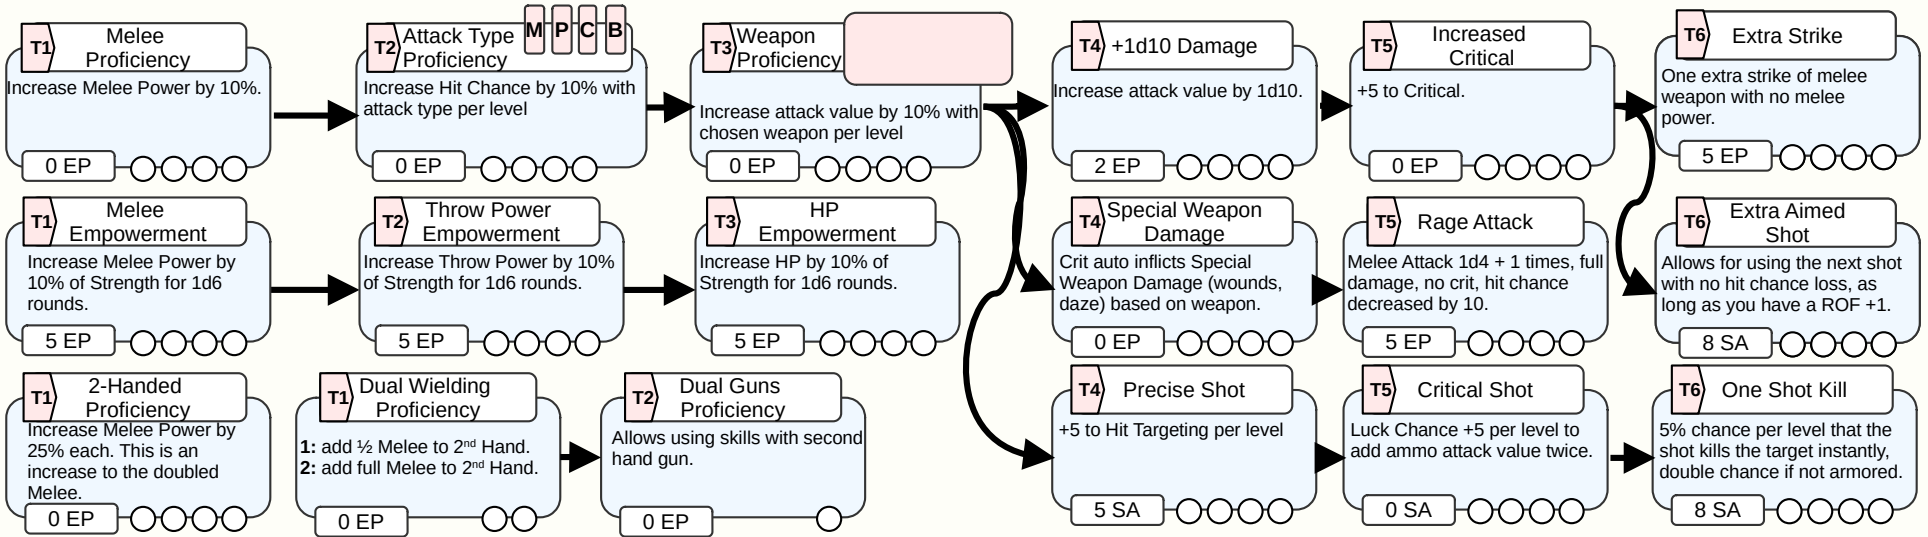 T1
Melee
Proficiency
Increase Melee Power by 10%.
0 EP
T2
Attack Type
Proficiency
M P C B
Increase Hit Chance by 10% with
attack type per level
0 EP
T3
Weapon
Proficiency
Increase attack value by 10% with
chosen weapon per level
0 EP
T4
+1d10 Damage
Increase attack value by 1d10.
2 EP
T5
Increased
Critical
+5 to Critical.
0 EP
T6
Extra Strike
One extra strike of melee
weapon with no melee
power.
5 EP
T1
Melee
Empowerment
Increase Melee Power by
10% of Strength for 1d6
rounds.
5 EP
T2
Throw Power
Empowerment
Increase Throw Power by 10%
of Strength for 1d6 rounds.
5 EP
T3
HP
Empowerment
Increase HP by 10% of
Strength for 1d6 rounds.
5 EP
T4
Special Weapon
Damage
Crit auto inflicts Special
Weapon Damage (wounds,
daze) based on weapon.
0 EP
T5
Rage Attack
Melee Attack 1d4 + 1 times, full
damage, no crit, hit chance
decreased by 10.
5 EP
T6
Extra Aimed
Shot
Allows for using the next shot
with no hit chance loss, as
long as you have a ROF +1.
8 SA
T1
2-Handed
Proficiency
Increase Melee Power by
25% each. This is an
increase to the doubled
Melee.
0 EP
T1
Dual Wielding
Proficiency
1: add ½ Melee to 2nd Hand.
2: add full Melee to 2nd Hand.
0 EP
T2
Dual Guns
Proficiency
Allows using skills with second
hand gun.
0 EP
T4
Precise Shot
+5 to Hit Targeting per level
5 SA
T5
Critical Shot
Luck Chance +5 per level to
add ammo attack value twice.
0 SA
T6
One Shot Kill
5% chance per level that the
shot kills the target instantly,
double chance if not armored.
8 SA